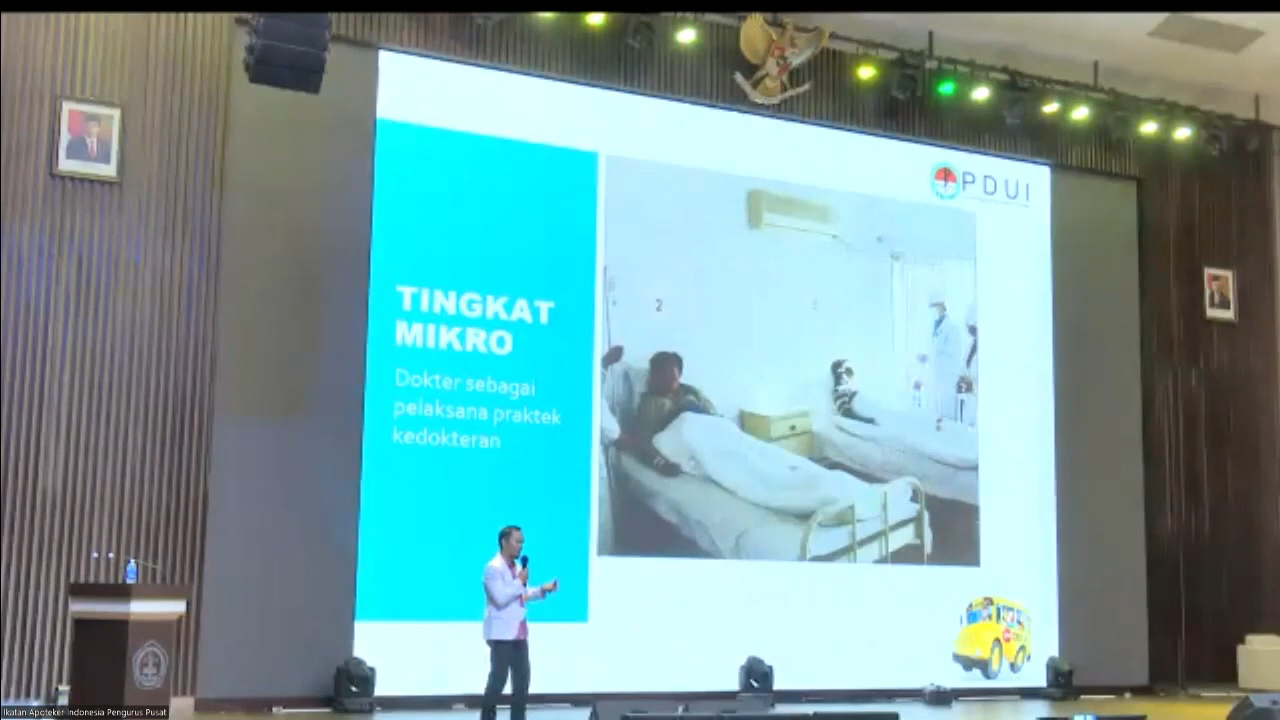 PDUI
TINGKAT
MIKRO
Dokter sebagai
pelaksana praktek
kedokteran
2
Ikatan Apoteker Indonesia Pengurus Pusat